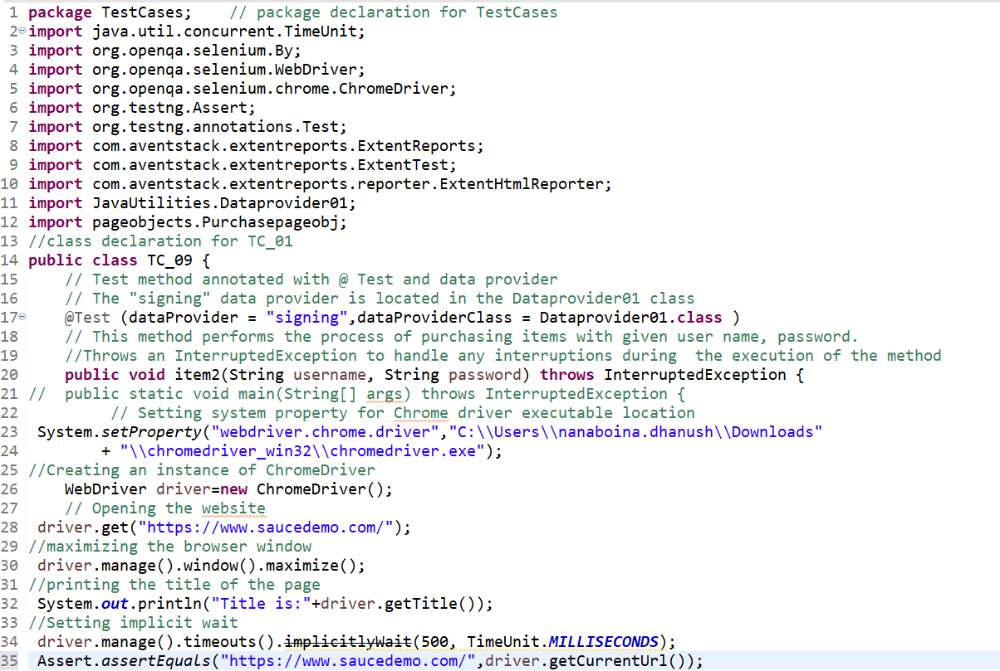 1 package TestCases;    // package declaration for TestCases
2 import java.util.concurrent.TimeUnit;
3 import org.openqa.selenium.By;
4 import org.openqa.selenium.WebDriver;
5 import org.openqa.selenium.chrome.ChromeDriver;
6 import org.testng.Assert;
7 import org.testng.annotations.Test;
8 import com.aventstack.extentreports.ExtentReports;
9 import com.aventstack.extentreports.ExtentTest;
10 import com.aventstack.extentreports.reporter.ExtentHtmlReporter;
11 import JavaUtilities.Dataprovider01;
12 import pageobjects.Purchasepageobj;
13 //class declaration for TC_01
14 public class TC_09 {
15     // Test method annotated with @ Test and data provider
16     // The "signing" data provider is located in the Dataprovider01 class
17     @Test (dataProvider = "signing",dataProviderClass = Dataprovider01.class )
18     // This method performs the process of purchasing items with given user name, password.
19     //Throws an InterruptedException to handle any interruptions during  the execution of the method
20     public void item2(String username, String password) throws InterruptedException {
21 //  public static void main(String[] args) throws InterruptedException {
22          // Setting system property for Chrome driver executable location
23  System.setProperty("webdriver.chrome.driver","C:\\Users\\nanaboina.dhanush\\Downloads"
24         + "\\chromedriver_win32\\chromedriver.exe");
25 //Creating an instance of ChromeDriver
26     WebDriver driver=new ChromeDriver();
27     // Opening the website
28  driver.get("https://www.saucedemo.com/");
29 //maximizing the browser window
30  driver.manage().window().maximize();
31 //printing the title of the page
32  System.out.println("Title is:"+driver.getTitle());
33 //Setting implicit wait
34  driver.manage().timeouts().implicitlyWait(500, TimeUnit.MILLISECONDS);
35  Assert.assertEquals("https://www.saucedemo.com/",driver.getCurrentUrl());